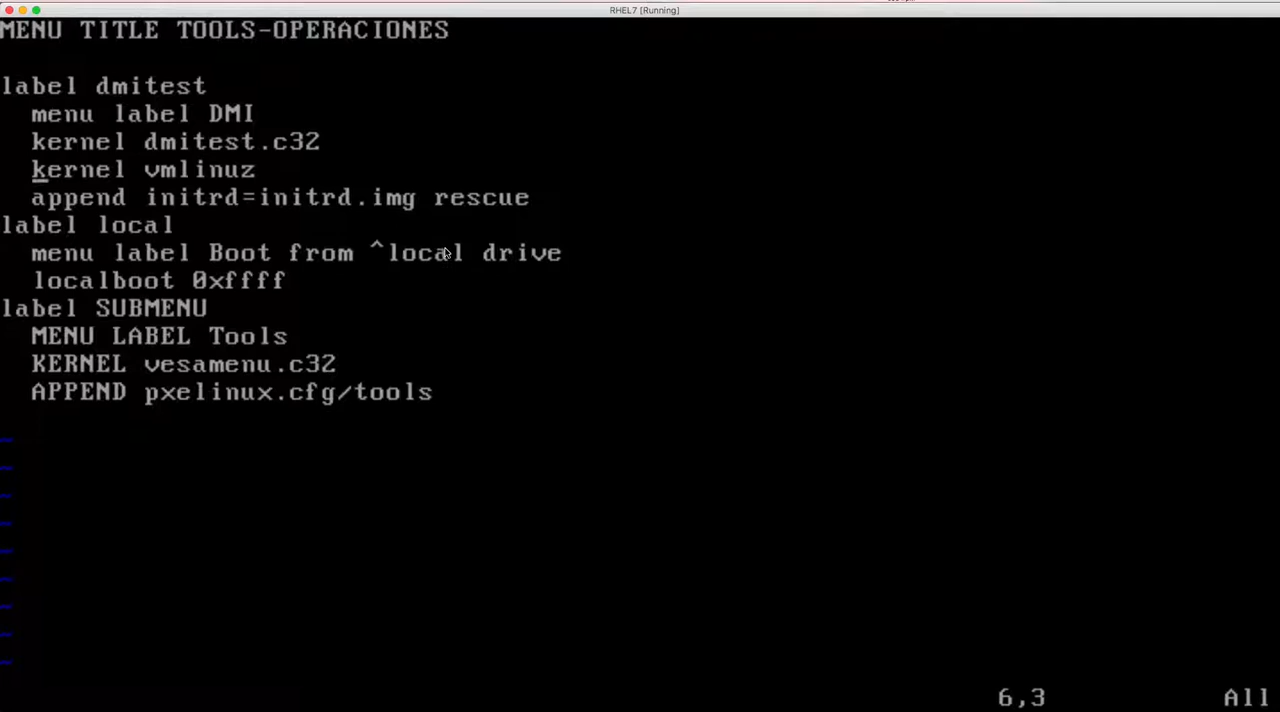 RHEL7 [Running]
MENU TITLE TOOLS-OPERACIONES
label dmitest
menu label DMI
kernel dmitest.c32
kernel vmlinuz
append initrd=initrd.img rescue
label local
menu label Boot from ^local drive
localboot 0xffff
label SUBMENU
MENU LABEL Tools
KERNEL vesamenu.c32
APPEND pxelinux.cfg/tools
~
~
~
~
~
~
~
~
~
6,3 All